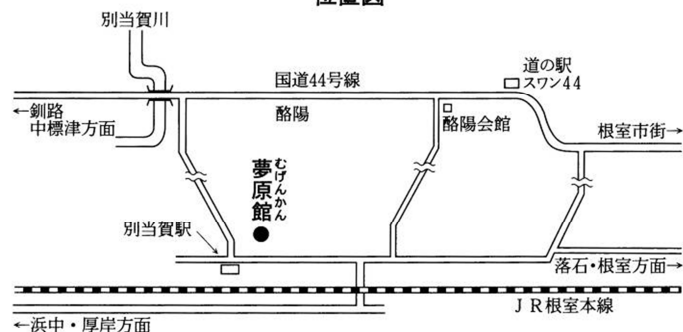 位置図
別当賀川
国道44号線
道の駅
スワン44
←釧路
中標津方面
酪陽
酪陽会館
根室市街→
むげんかん
夢原館
別当賀駅
落石・根室方面→
JR根室本線
←浜中・厚岸方面